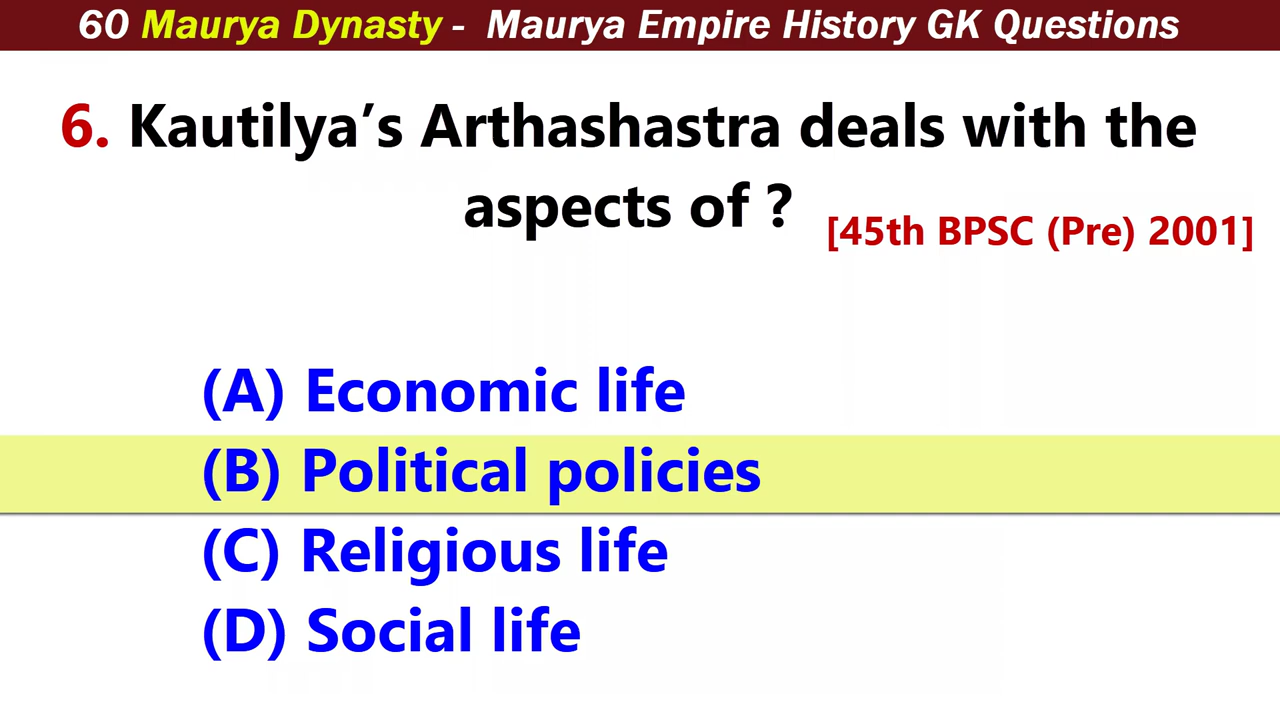 60 Maurya Dynasty - Maurya Empire History GK Questions
6. Kautilya’s Arthashastra deals with the
aspects of ?
[45th BPSC (Pre) 2001]
(A) Economic life
(B) Political policies
(C) Religious life
(D) Social life